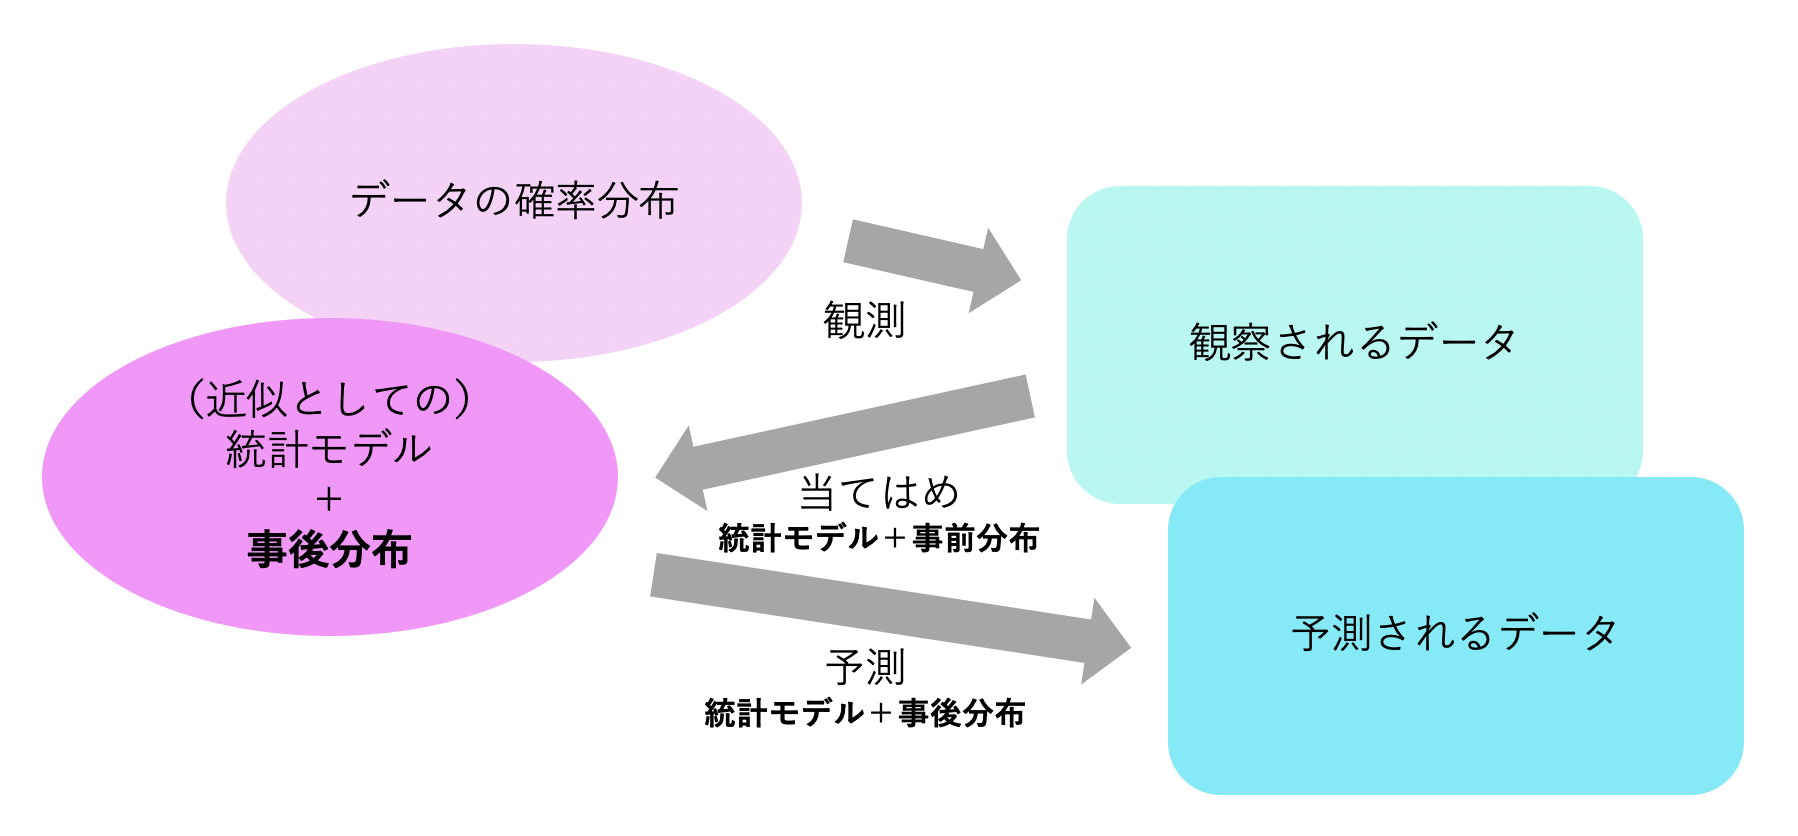 データの確率分布
観測
観察されるデータ
（近似としての）
統計モデル
＋
事後分布
当てはめ
統計モデル＋事前分布
予測
統計モデル＋事後分布
予測されるデータ